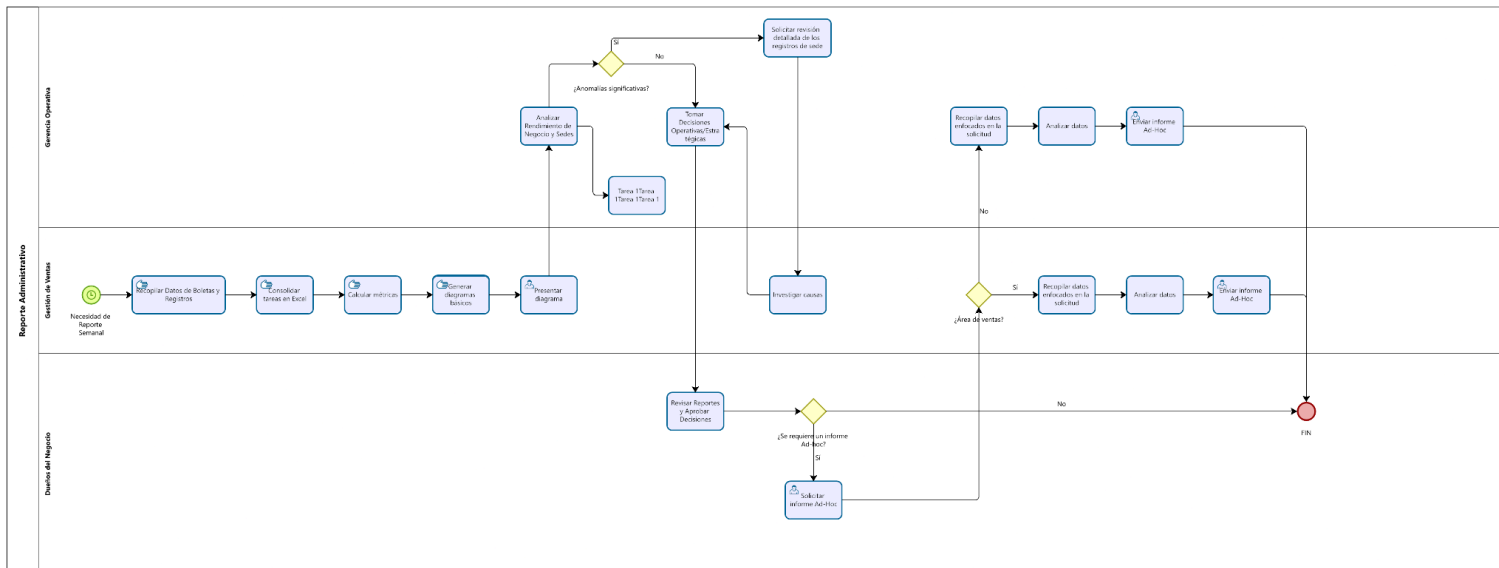 Reporte Administrativo
Gerencia Operativa
Solicitar revisión
detallada de los
registros de sede
Si
No
¿Anomalías significativas?
Analizar
Rendimiento de
Negocio y Sedes
Tomar
Decisiones
Operativas/Estra
tégicas
Tarea 1Tarea
1Tarea 1Tarea 1
Recopilar datos
enfocados en la
solicitud
Analizar datos
Enviar informe
Ad-Hoc
No
Gestión de Ventas
Necesidad de
Reporte
Semanal
Recopilar Datos de Boletas y
Registros
Consolidar
tareas en Excel
Calcular métricas
Generar
diagramas
básicos
Presentar
diagrama
Investigar causas
¿Área de ventas?
Si
Recopilar datos
enfocados en la
solicitud
Analizar datos
Enviar informe
Ad-Hoc
Dueños del Negocio
Revisar Reportes
y Aprobar
Decisiones
¿Se requiere un informe
Ad-hoc?
No
Si
Solicitar
informe Ad-Hoc
FIN